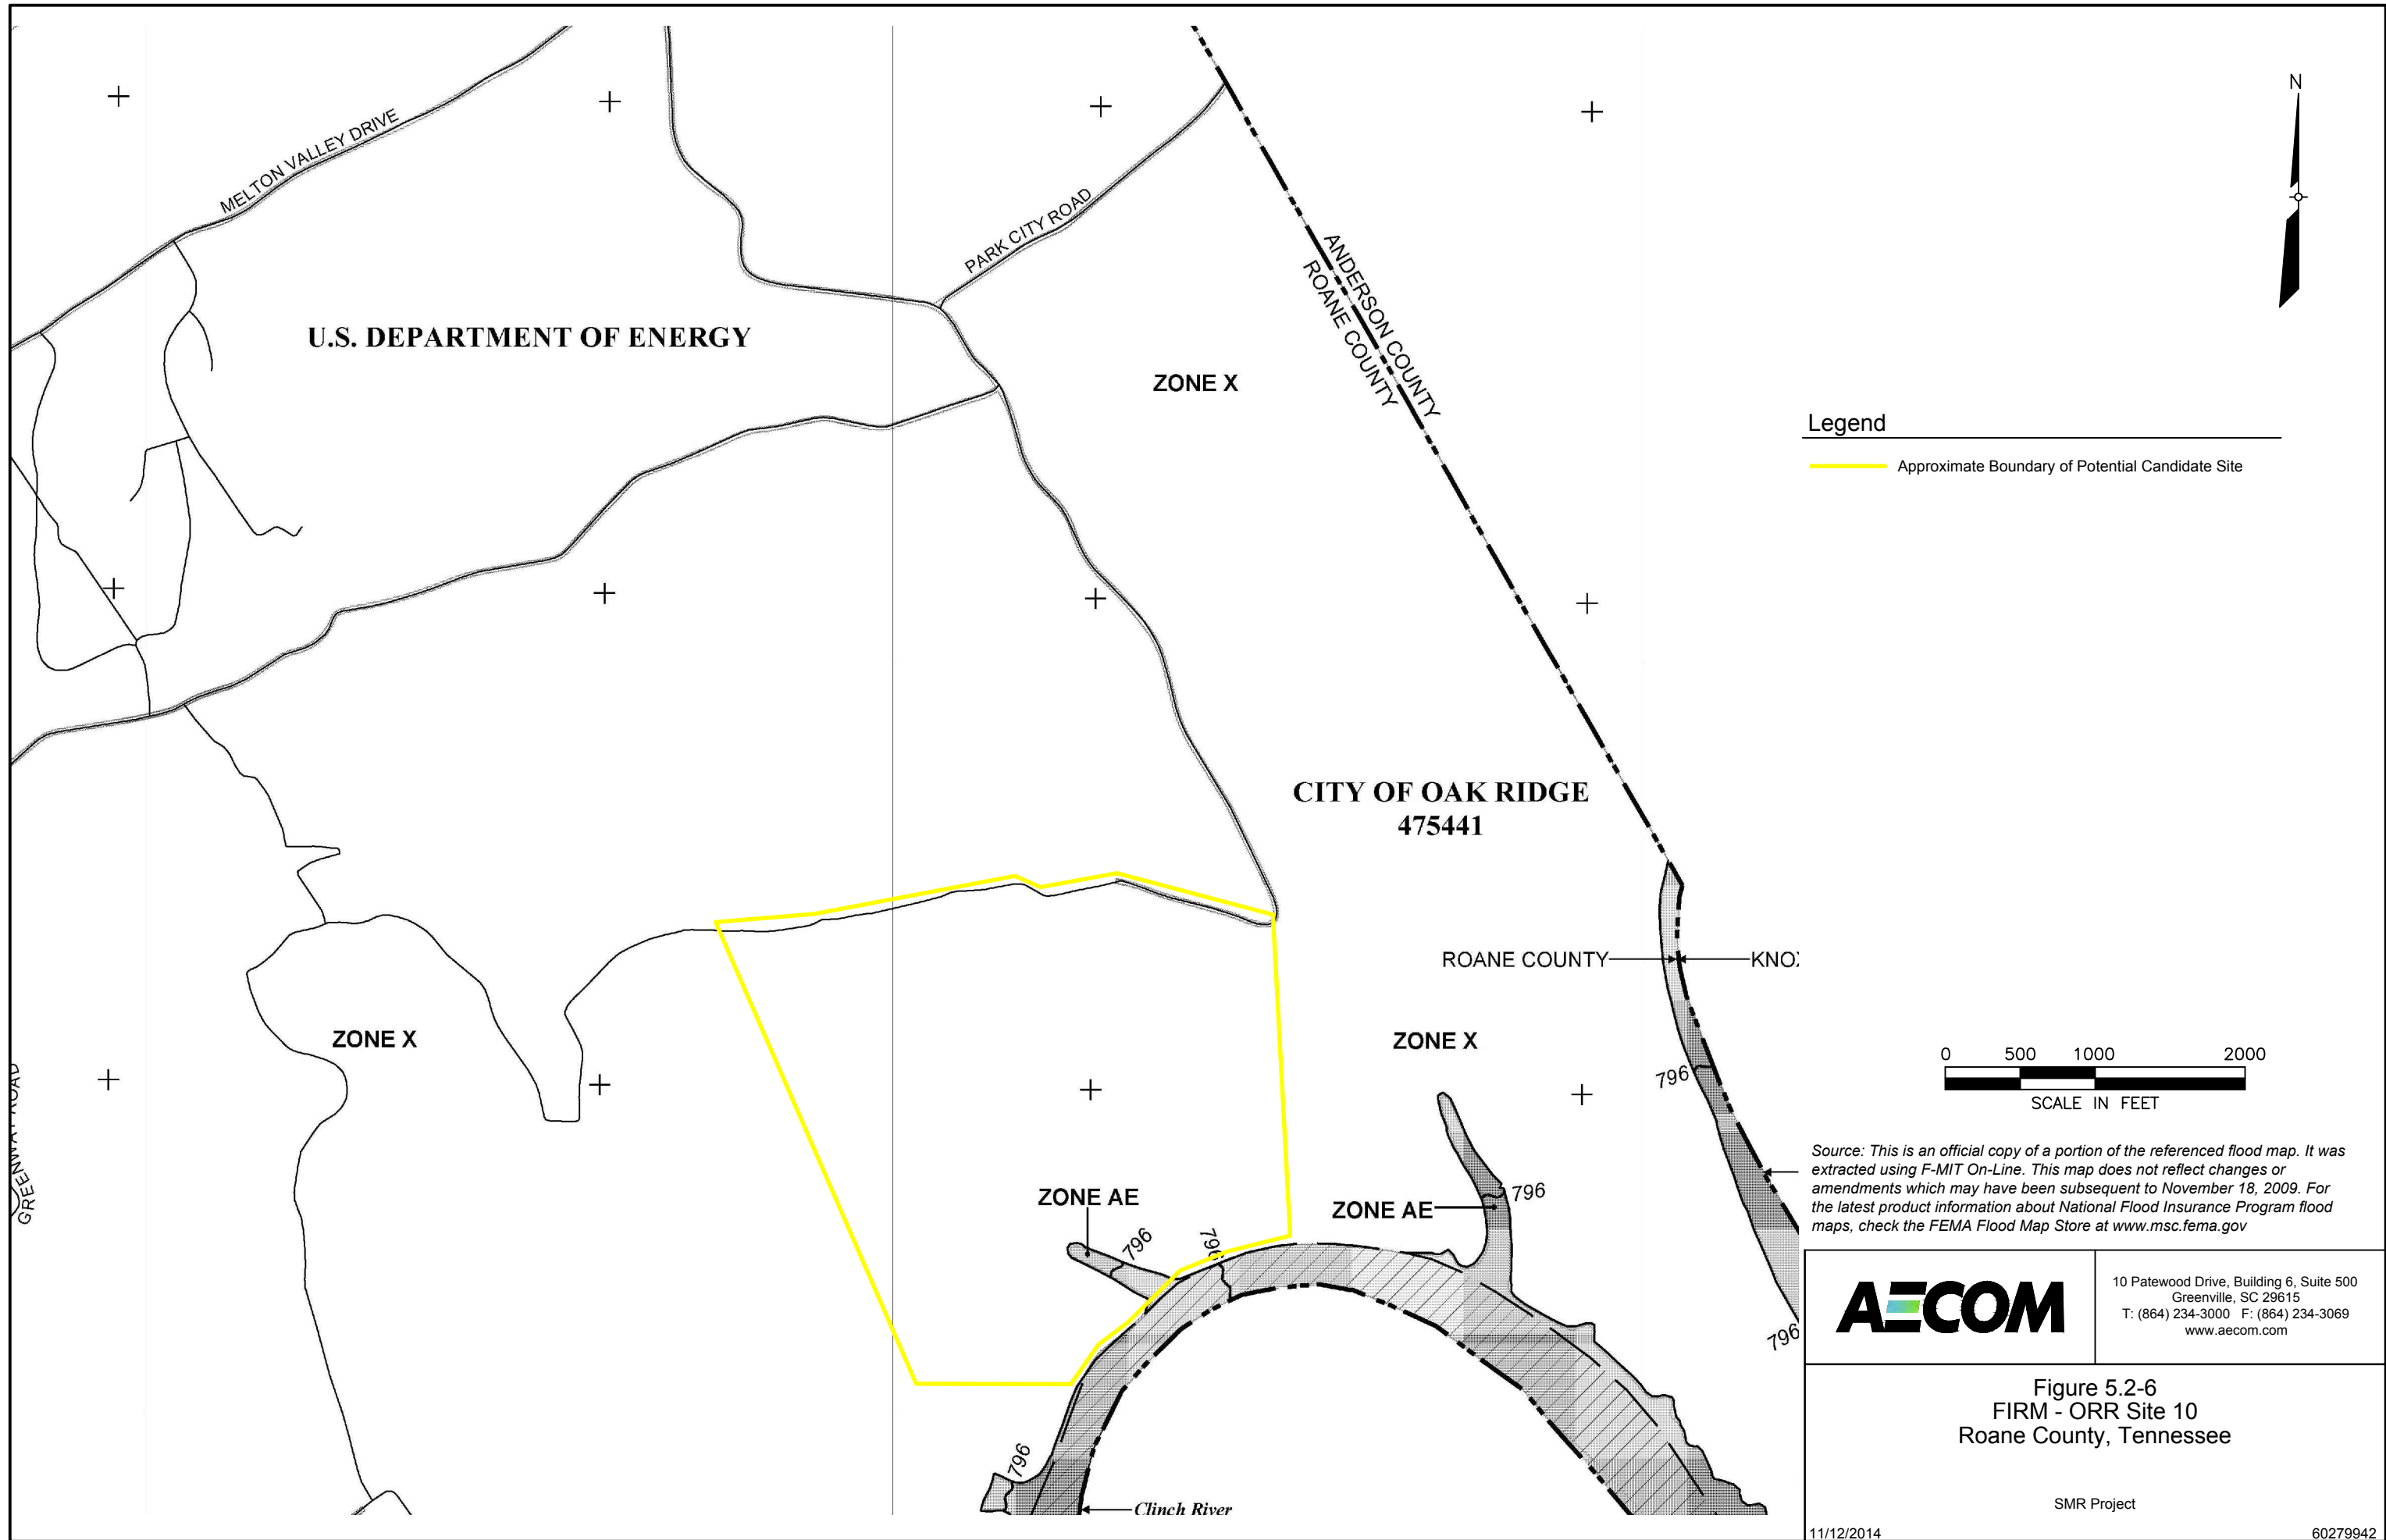 MELTON VALLEY DRIVE
PARK CITY ROAD
U.S. DEPARTMENT OF ENERGY
ZONE X
ANDERSON COUNTY
ROANE COUNTY
CITY OF OAK RIDGE
475441
ROANE COUNTY
ZONE X
ZONE X
796
GREENWAY ROAD
ZONE AE
796
796
ZONE AE
796
796
796
Clinch River
N
Legend
Approximate Boundary of Potential Candidate Site
0 500 1000 2000
SCALE IN FEET
Source: This is an official copy of a portion of the referenced flood map. It was
extracted using F-MIT On-Line. This map does not reflect changes or
amendments which may have been subsequent to November 18, 2009. For
the latest product information about National Flood Insurance Program flood
maps, check the FEMA Flood Map Store at www.msc.fema.gov
AECOM
10 Patewood Drive, Building 6, Suite 500
Greenville, SC 29615
T: (864) 234-3000 F: (864) 234-3069
www.aecom.com
Figure 5.2-6
FIRM - ORR Site 10
Roane County, Tennessee
SMR Project
11/12/2014
60279942